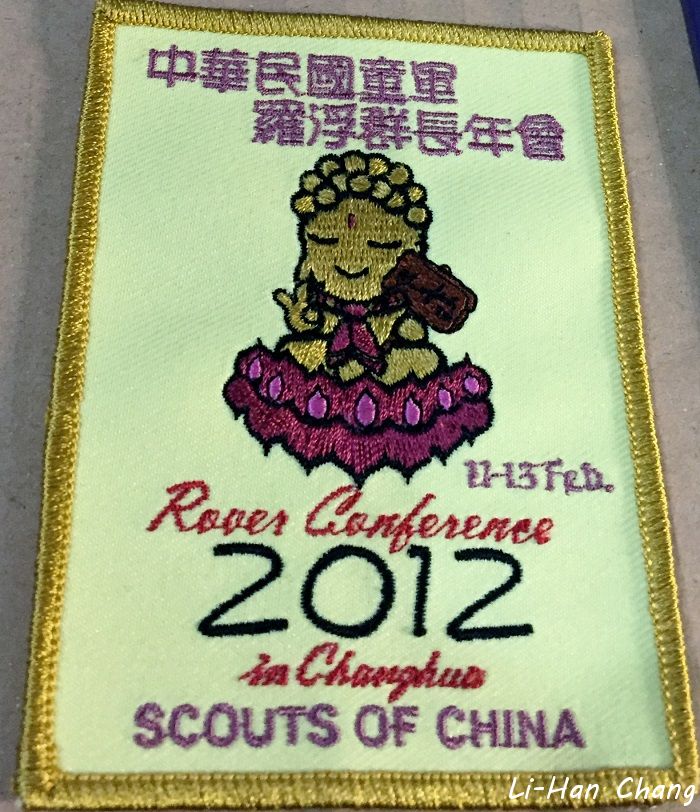 中華民國童軍
羅浮群長年會
11-13 Feb.
Rover Conference
2012
in Changhua
SCOUTS OF CHINA
Li-Han Chang